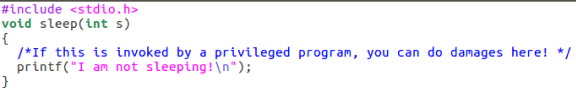 #include <stdio.h>
void sleep(int s)
{
  /*If this is invoked by a privileged program, you can do damages here! */
  printf("I am not sleeping!\n");
}